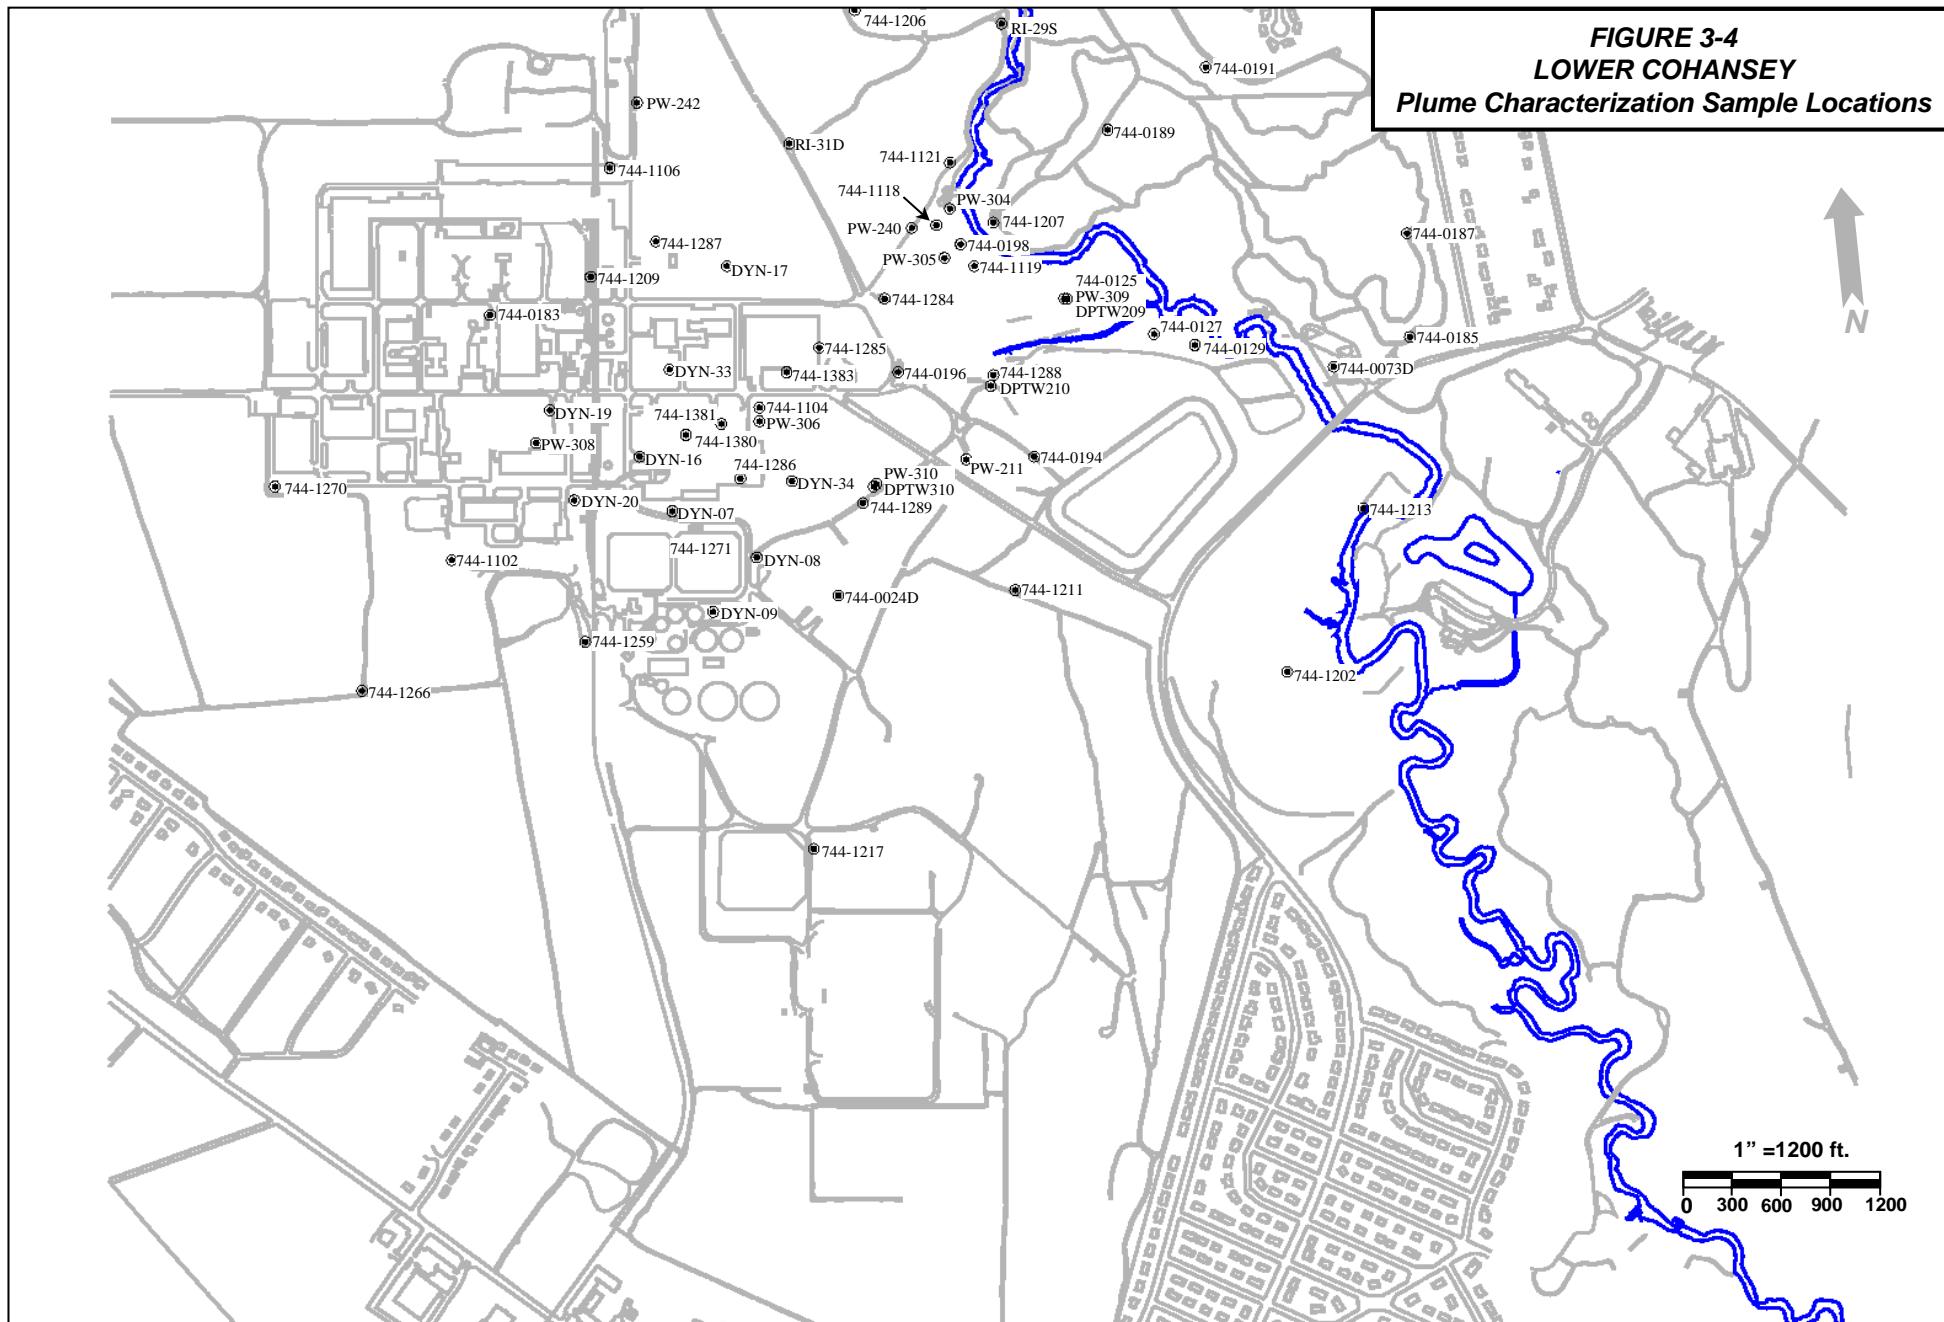 FIGURE 3-4
LOWER COHANSEY
Plume Characterization Sample Locations
744-1206
RI-29S
744-0191
PW-242
744-0189
RI-31D
744-1121
744-1106
744-1118
PW-304
744-1207
PW-240
744-0187
744-1287
744-0198
PW-305
DYN-17
744-1119
744-1209
744-0125
PW-309
DPTW209
744-1284
744-0183
N
744-0127
744-0185
744-1285
744-0129
744-0073D
DYN-33
744-1383
744-0196
744-1288
DPTW210
744-1104
DYN-19
744-1381
PW-306
744-1380
PW-308
DYN-16
744-0194
PW-211
744-1286
PW-310
DYN-34
DPTW310
744-1270
DYN-20
744-1289
DYN-07
744-1213
744-1271
744-1102
DYN-08
744-1211
744-0024D
DYN-09
744-1259
744-1202
744-1266
744-1217
1” =1200 ft.
0 300 600 900 1200